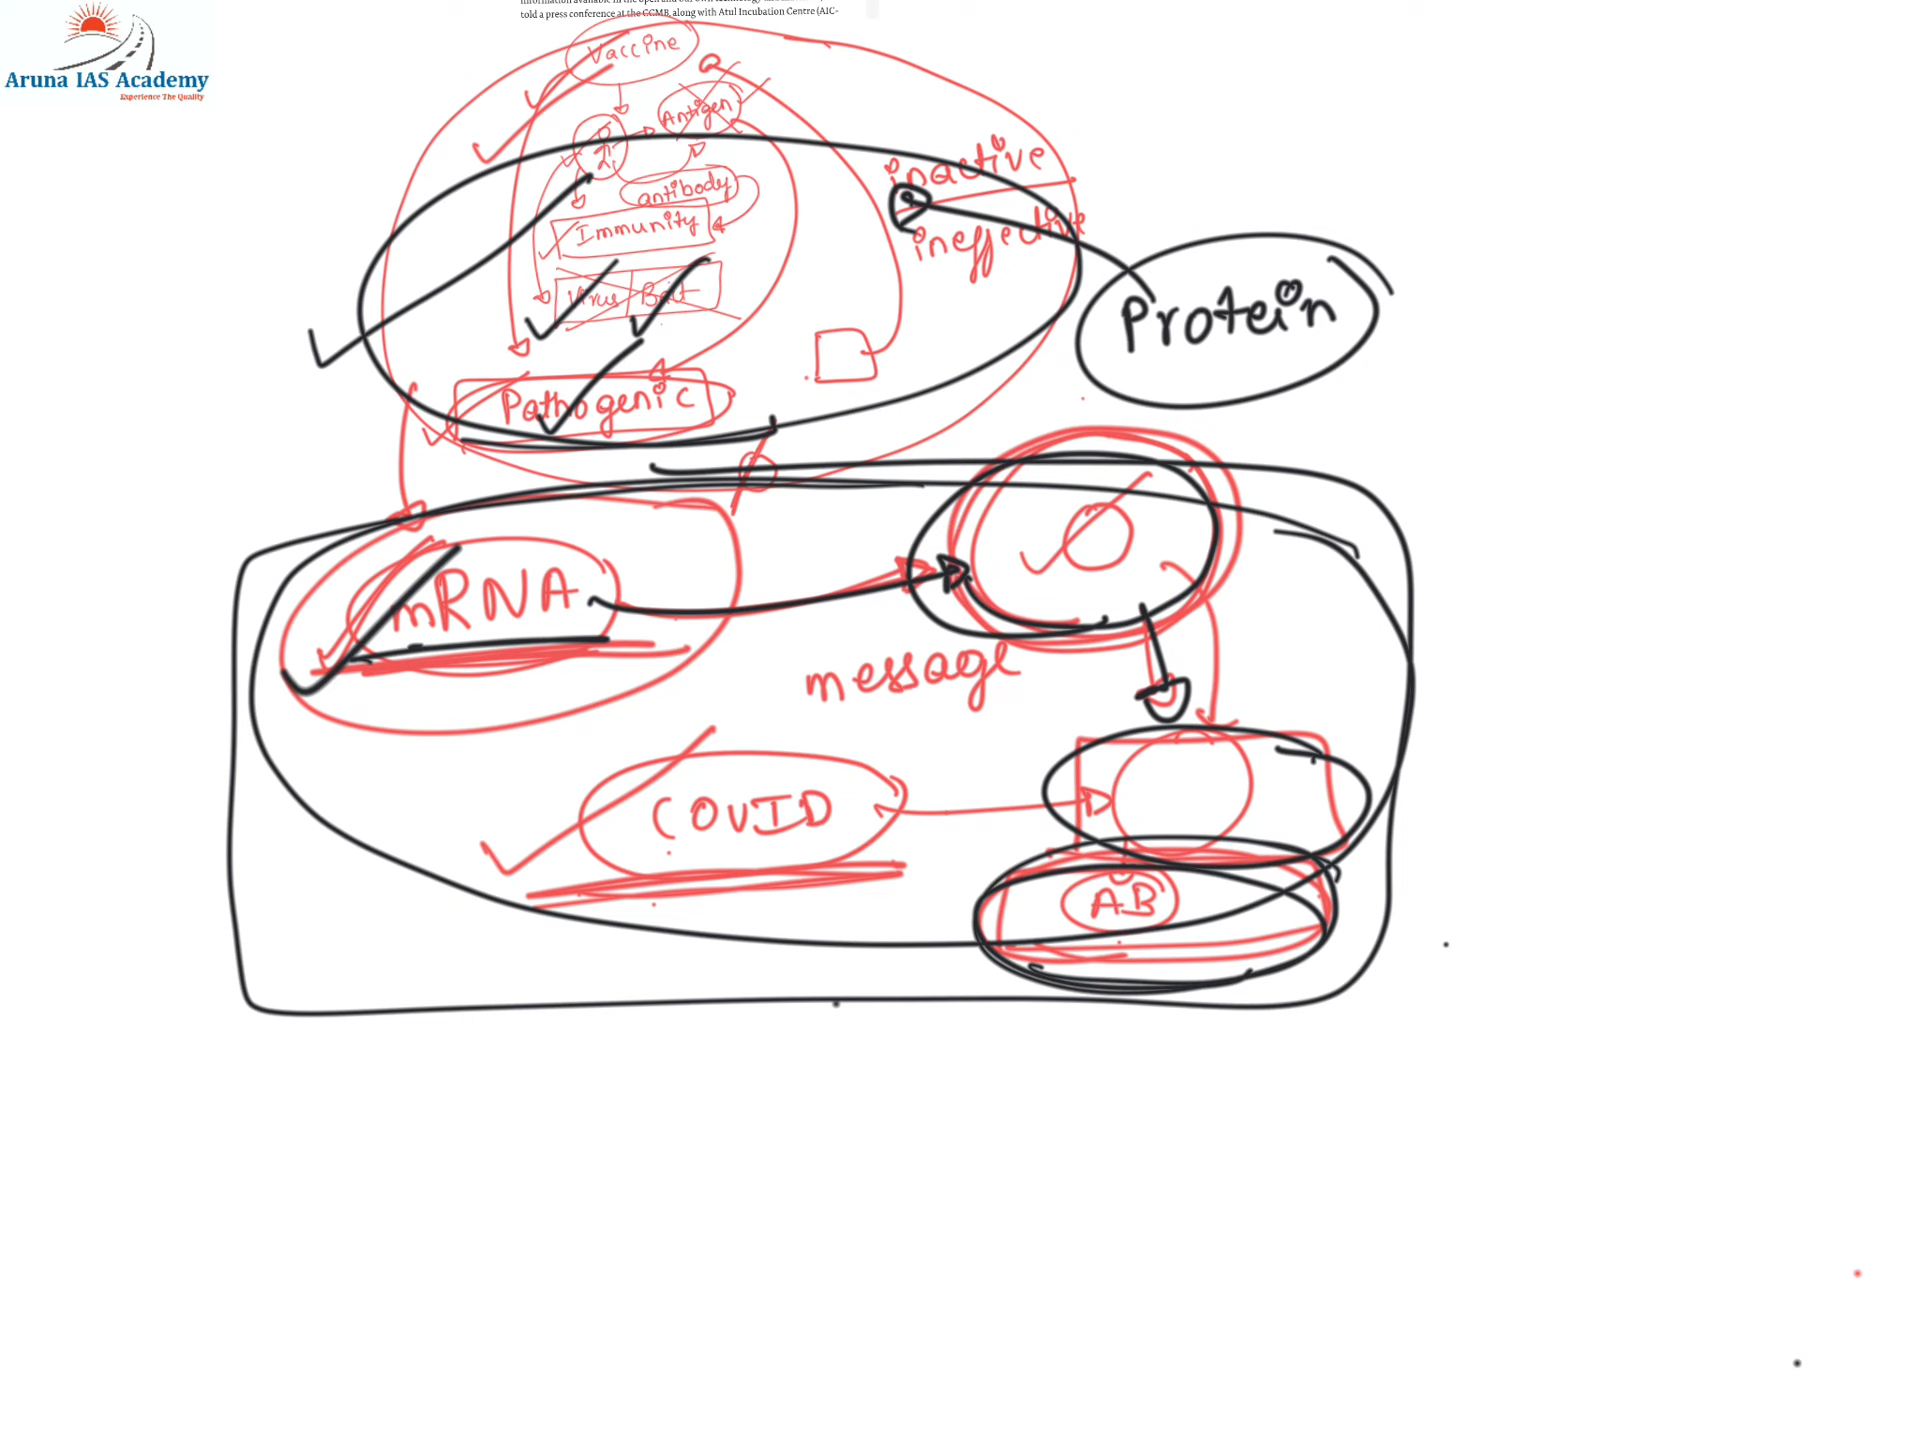 told a press conference at the CCMB, along with Atul Incubation Centre (AIC-
Aruna IAS Academy
Experience The Quality
Vaccine
Antigen
antibody
Immunity
Virus
inactive
ineffective
Protein
Pathogenic
mRNA
message
COVID
AB